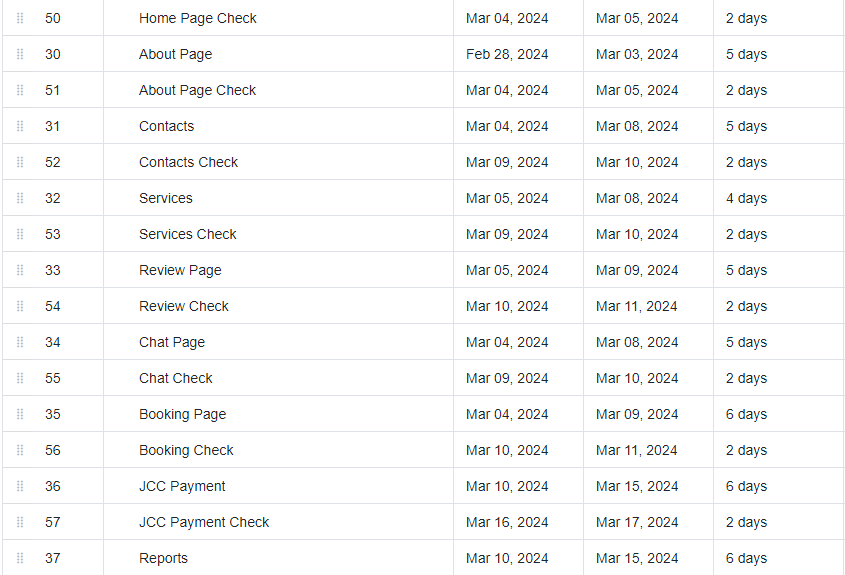 50 Home Page Check Mar 04, 2024 Mar 05, 2024 2 days
30 About Page Feb 28, 2024 Mar 03, 2024 5 days
51 About Page Check Mar 04, 2024 Mar 05, 2024 2 days
31 Contacts Mar 04, 2024 Mar 08, 2024 5 days
52 Contacts Check Mar 09, 2024 Mar 10, 2024 2 days
32 Services Mar 05, 2024 Mar 08, 2024 4 days
53 Services Check Mar 09, 2024 Mar 10, 2024 2 days
33 Review Page Mar 05, 2024 Mar 09, 2024 5 days
54 Review Check Mar 10, 2024 Mar 11, 2024 2 days
34 Chat Page Mar 04, 2024 Mar 08, 2024 5 days
55 Chat Check Mar 09, 2024 Mar 10, 2024 2 days
35 Booking Page Mar 04, 2024 Mar 09, 2024 6 days
56 Booking Check Mar 10, 2024 Mar 11, 2024 2 days
36 JCC Payment Mar 10, 2024 Mar 15, 2024 6 days
57 JCC Payment Check Mar 16, 2024 Mar 17, 2024 2 days
37 Reports Mar 10, 2024 Mar 15, 2024 6 days